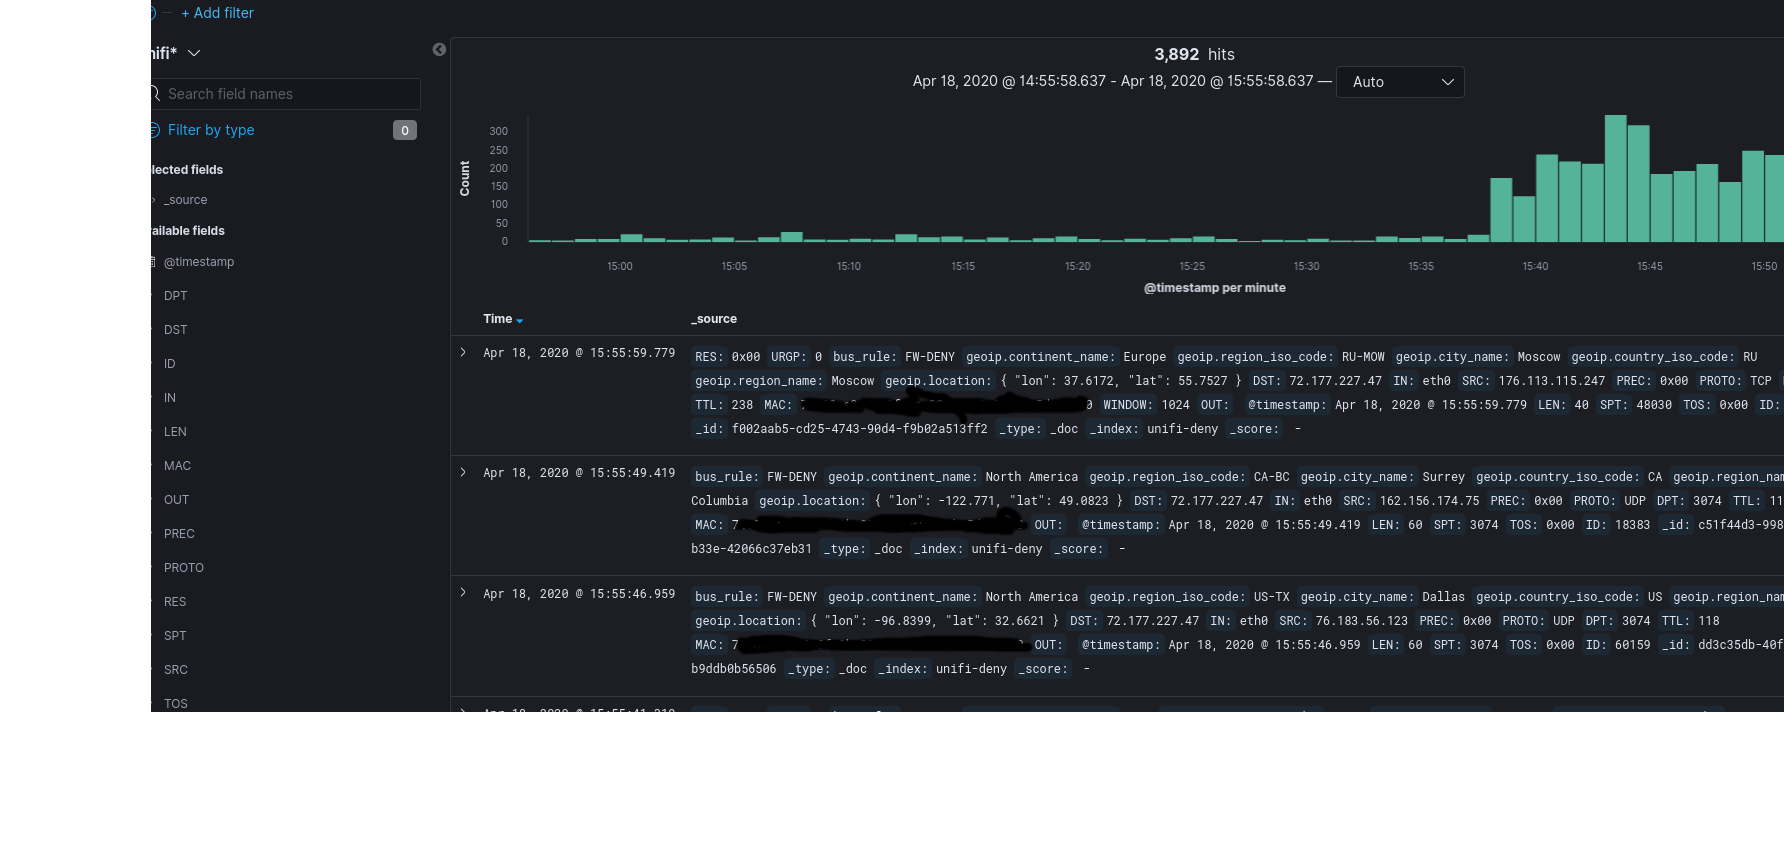 + Add filter
nifi*
Search field names
Filter by type 0
elected fields
_source
vailable fields
@timestamp
DPT
DST
ID
IN
LEN
MAC
OUT
PREC
PROTO
RES
SPT
SRC
TOS
3,892 hits
Apr 18, 2020 @ 14:55:58.637 - Apr 18, 2020 @ 15:55:58.637 — Auto
Count
300
250
200
150
100
50
0
15:00 15:05 15:10 15:15 15:20 15:25 15:30 15:35 15:40 15:45 15:50
@timestamp per minute
Time _source
Apr 18, 2020 @ 15:55:59.779
RES: 0x00 URGP: 0 bus_rule: FW-DENY geoip.continent_name: Europe geoip.region_iso_code: RU-MOW geoip.city_name: Moscow geoip.country_iso_code: RU
geoip.region_name: Moscow geoip.location: { "lon": 37.6172, "lat": 55.7527 } DST: 72.177.227.47 IN: eth0 SRC: 176.113.115.247 PREC: 0x00 PROTO: TCP
TTL: 238 MAC: 0 WINDOW: 1024 OUT: @timestamp: Apr 18, 2020 @ 15:55:59.779 LEN: 40 SPT: 48030 TOS: 0x00 ID:
_id: f002aab5-cd25-4743-90d4-f9b02a513ff2 _type: _doc _index: unifi-deny _score: -
Apr 18, 2020 @ 15:55:49.419
bus_rule: FW-DENY geoip.continent_name: North America geoip.region_iso_code: CA-BC geoip.city_name: Surrey geoip.country_iso_code: CA geoip.region_nam
Columbia geoip.location: { "lon": -122.771, "lat": 49.0823 } DST: 72.177.227.47 IN: eth0 SRC: 162.156.174.75 PREC: 0x00 PROTO: UDP DPT: 3074 TTL: 11
MAC: 7 OUT: @timestamp: Apr 18, 2020 @ 15:55:49.419 LEN: 60 SPT: 3074 TOS: 0x00 ID: 18383 _id: c51f44d3-998
b33e-42066c37eb31 _type: _doc _index: unifi-deny _score: -
Apr 18, 2020 @ 15:55:46.959
bus_rule: FW-DENY geoip.continent_name: North America geoip.region_iso_code: US-TX geoip.city_name: Dallas geoip.country_iso_code: US geoip.region_nam
geoip.location: { "lon": -96.8399, "lat": 32.6621 } DST: 72.177.227.47 IN: eth0 SRC: 76.183.56.123 PREC: 0x00 PROTO: UDP DPT: 3074 TTL: 118
MAC: 7 OUT: @timestamp: Apr 18, 2020 @ 15:55:46.959 LEN: 60 SPT: 3074 TOS: 0x00 ID: 60159 _id: dd3c35db-40f
b9ddb0b56506 _type: _doc _index: unifi-deny _score: -